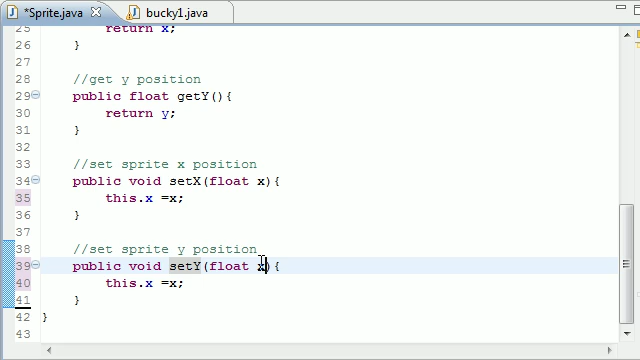 *Sprite.java
bucky1.java
25 return x;
26 }
27
28 //get y position
29 public float getY(){
30 return y;
31 }
32
33 //set sprite x position
34 public void setX(float x){
35 this.x =x;
36 }
37
38 //set sprite y position
39 public void setY(float x){
40 this.x =x;
41 }
42 }
43